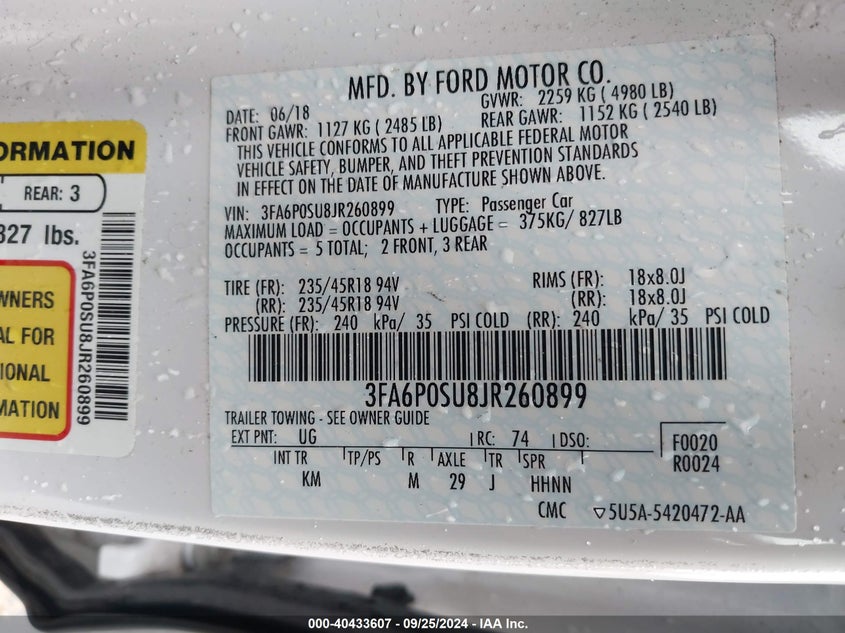 MFD. BY FORD MOTOR CO.
DATE: 06/18 GVWR: 2259 KG ( 4980 LB)
FRONT GAWR: 1127 KG ( 2485 LB) REAR GAWR: 1152 KG ( 2540 LB)
THIS VEHICLE CONFORMS TO ALL APPLICABLE FEDERAL MOTOR
VEHICLE SAFETY, BUMPER, AND THEFT PREVENTION STANDARDS
IN EFFECT ON THE DATE OF MANUFACTURE SHOWN ABOVE.
VIN: 3FA6P0SU8JR260899 TYPE: Passenger Car
MAXIMUM LOAD = OCCUPANTS + LUGGAGE = 375KG/ 827LB
OCCUPANTS = 5 TOTAL; 2 FRONT, 3 REAR
TIRE (FR): 235/45R18 94V RIMS (FR): 18x8.0J
(RR): 235/45R18 94V (RR): 18x8.0J
PRESSURE (FR): 240 kPa/ 35 PSI COLD (RR): 240 kPa/ 35 PSI COLD
3FA6P0SU8JR260899
TRAILER TOWING - SEE OWNER GUIDE
EXT PNT: UG RC: 74 DSO:
F0020
R0024
INT TR TP/PS R AXLE TR SPR
KM M 29 J HHNN
CMC ▽5U5A-5420472-AA
ORMATION
REAR: 3
827 lbs.
WNERS
AL FOR
IONAL
MATION
3FA6P0SU8JR260899
000-40433607 - 09/25/2024 - IAA Inc.